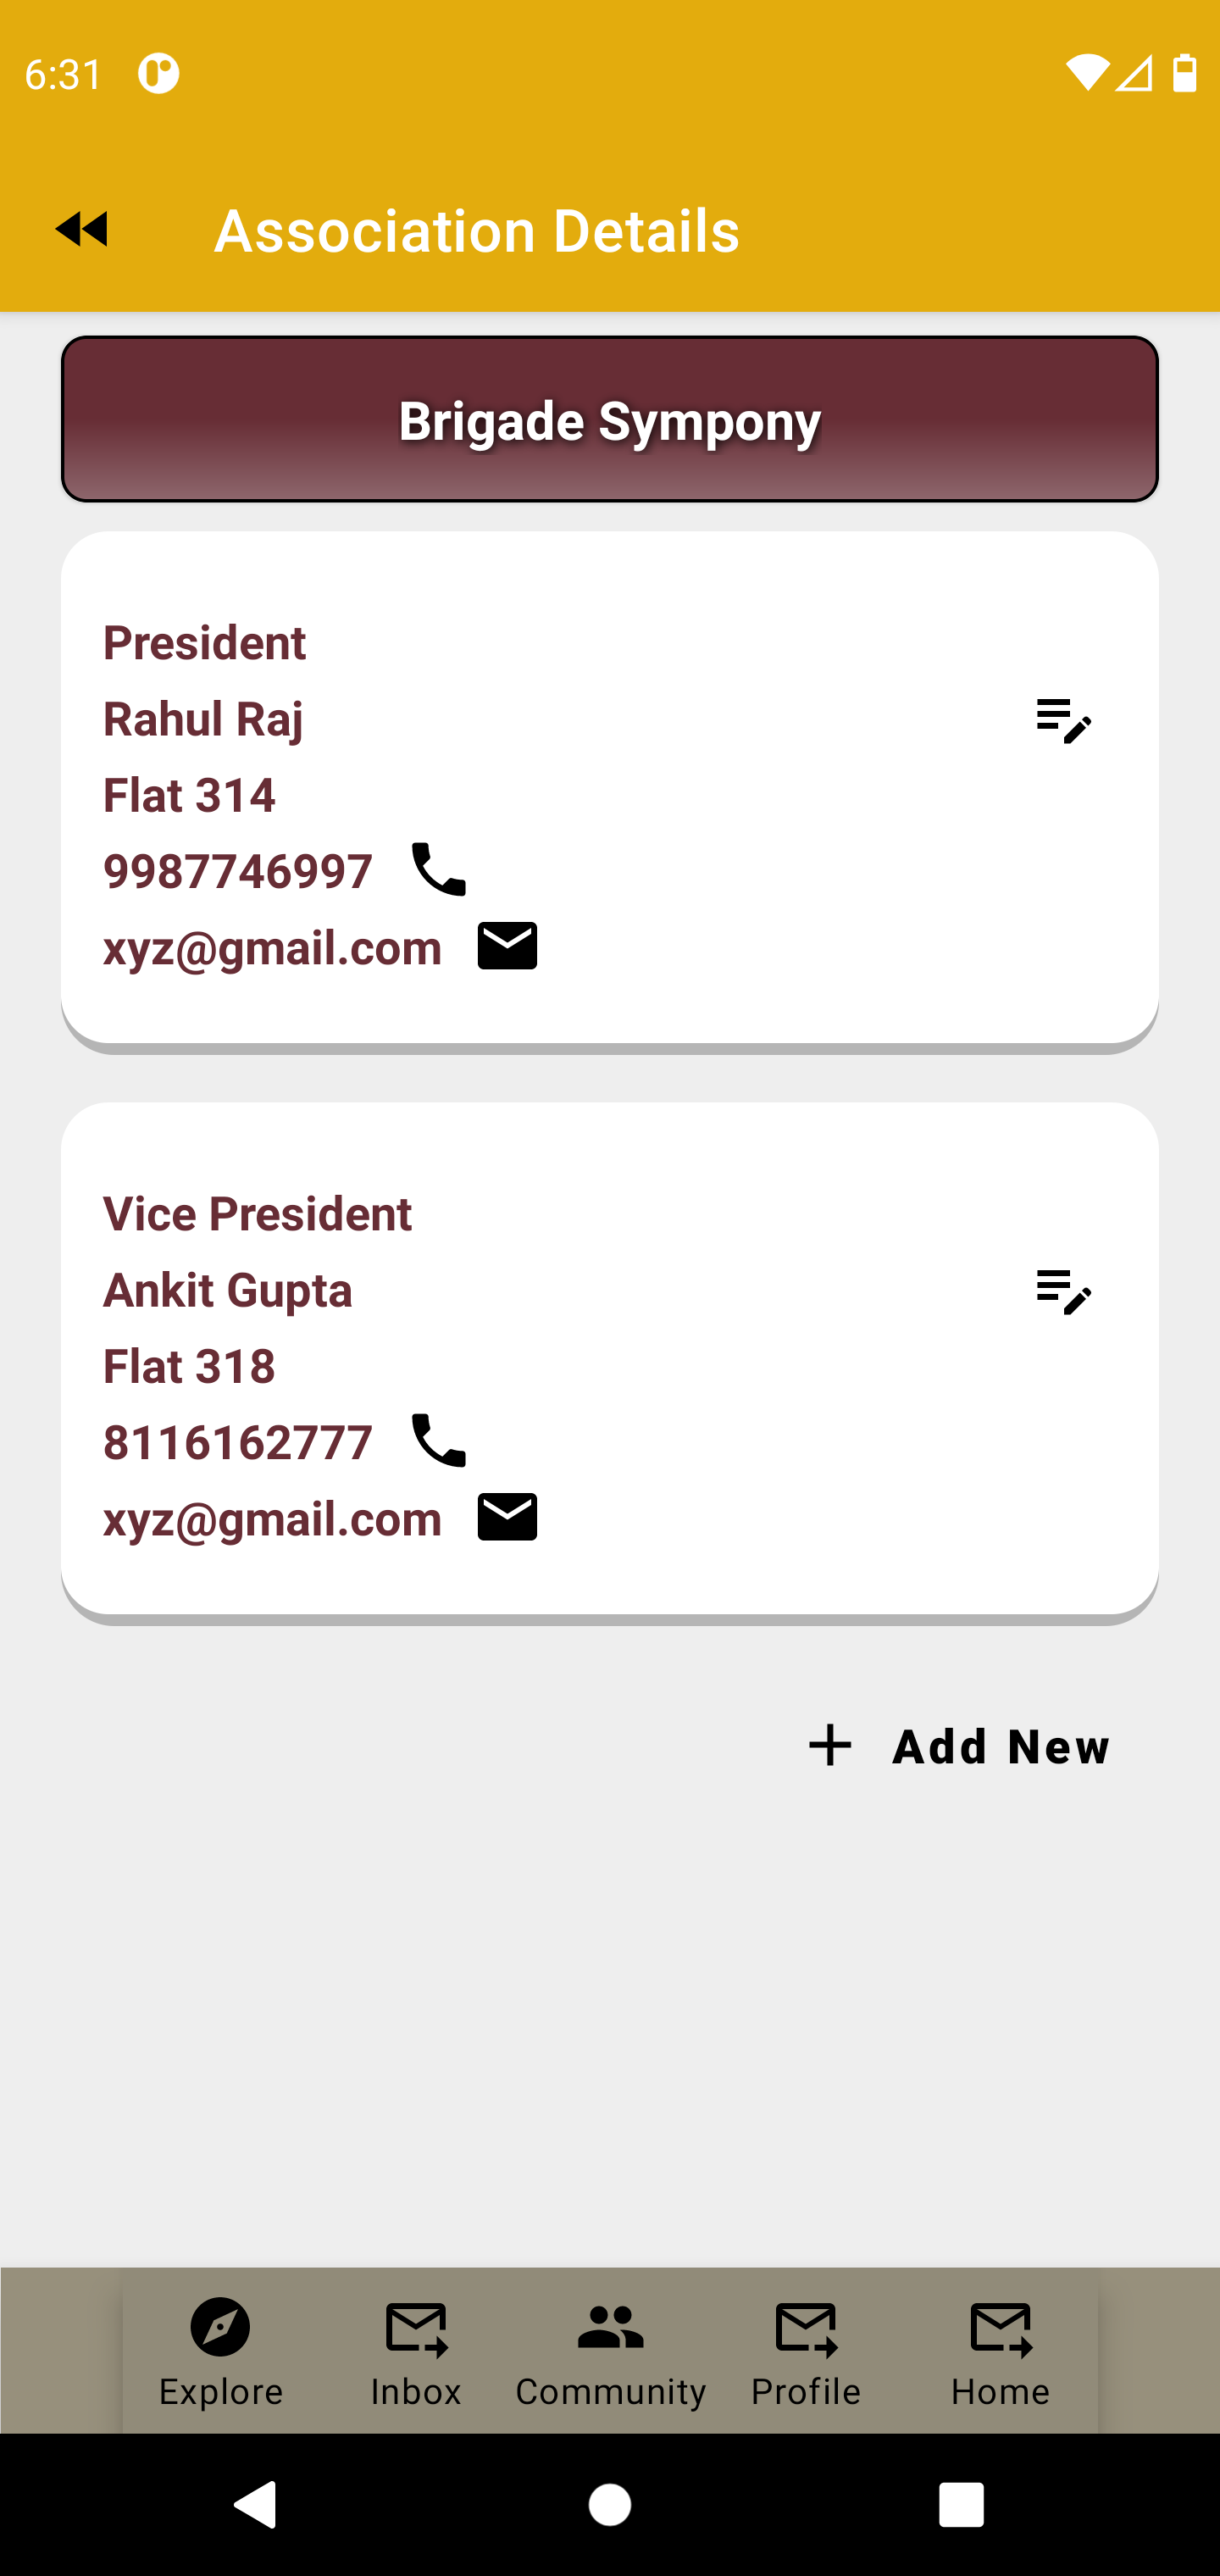 6:31
Association Details
Brigade Sympony
President
Rahul Raj
Flat 314
9987746997
xyz@gmail.com
Vice President
Ankit Gupta
Flat 318
8116162777
xyz@gmail.com
Add New
Explore Inbox Community Profile Home